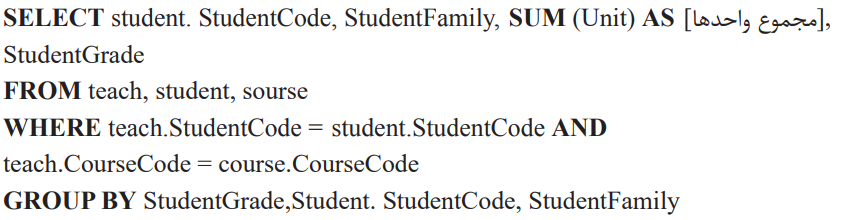 SELECT student. StudentCode, StudentFamily, SUM (Unit) AS [مجموع واحدها],
StudentGrade
FROM teach, student, sourse
WHERE teach.StudentCode = student.StudentCode AND
teach.CourseCode = course.CourseCode
GROUP BY StudentGrade,Student. StudentCode, StudentFamily